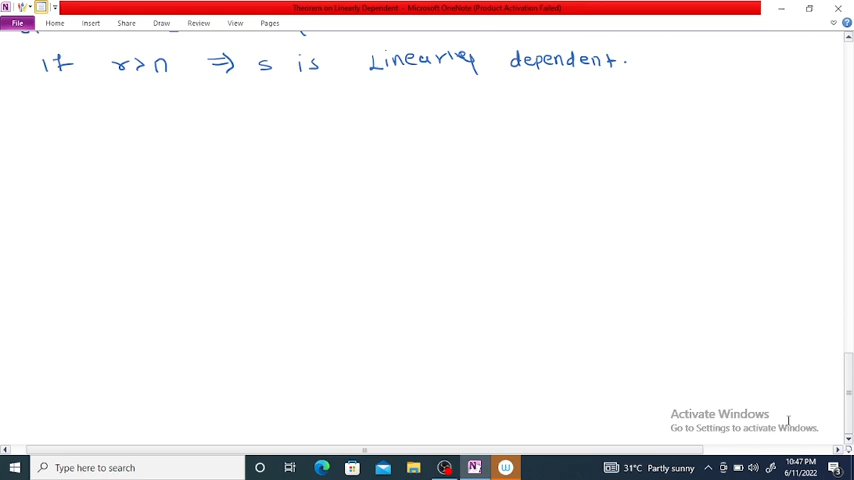 Theorem on Linearly Dependent - Microsoft OneNote (Product Activation Failed)
File Home Insert Share Draw Review View Pages
If r>n ⇒ s is Linearly dependent.
Activate Windows
Go to Settings to activate Windows.
Type here to search
31°C Partly sunny
10:47 PM
6/11/2022
3